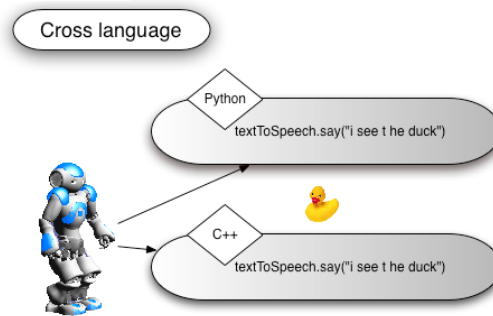 Cross language
Python
textToSpeech.say("i see t he duck")
C++
textToSpeech.say("i see t he duck")